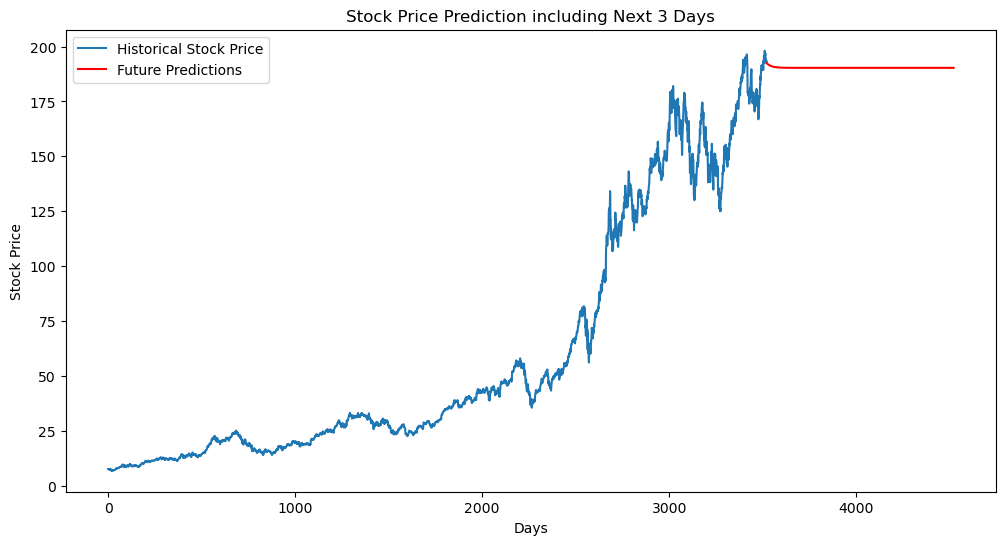 Stock Price Prediction including Next 3 Days
Historical Stock Price
Future Predictions
200
175
150
125
100
75
50
25
0
Stock Price
0 1000 2000 3000 4000
Days